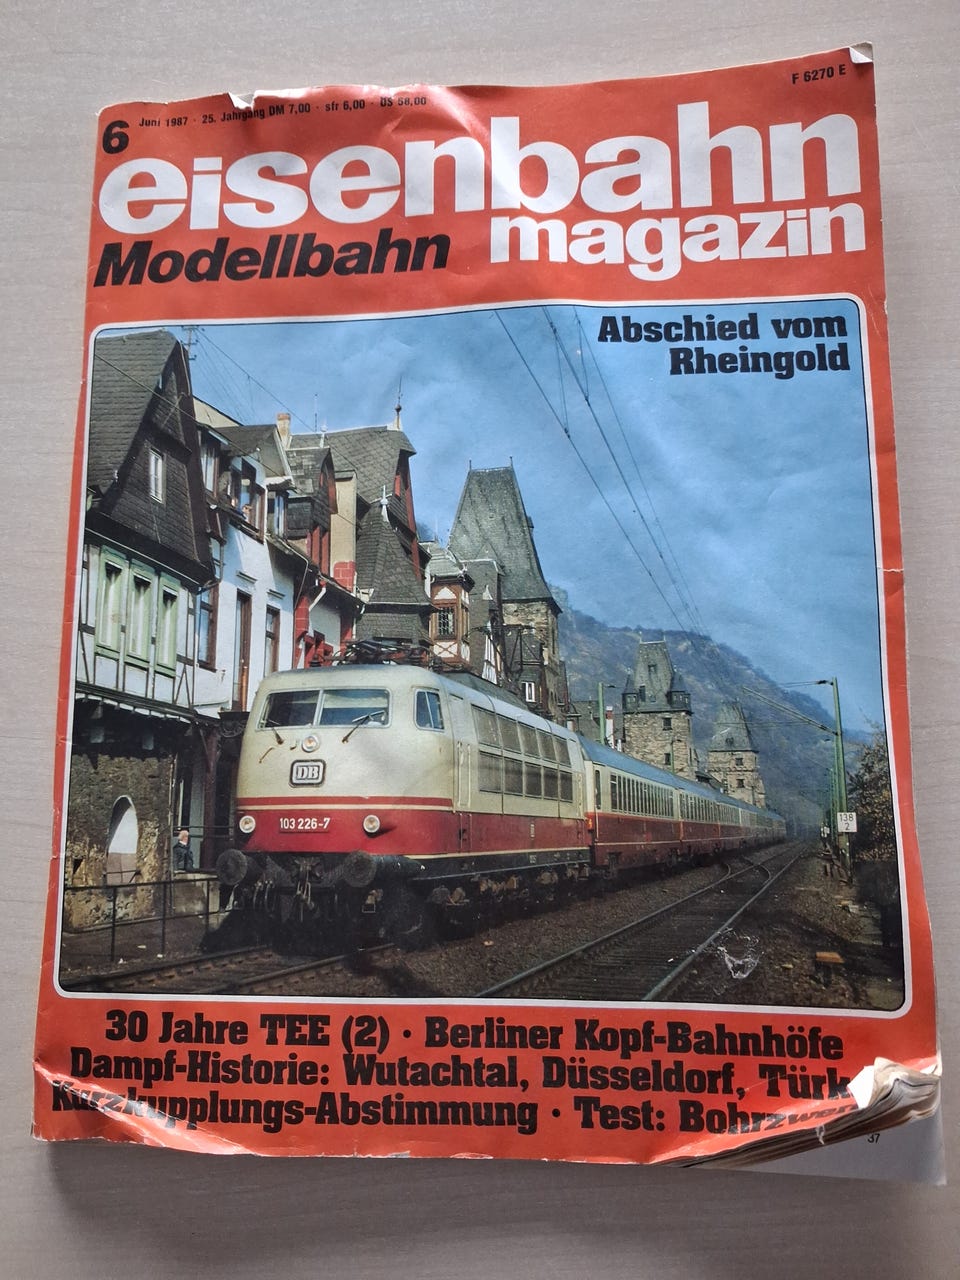 F 6270 E
6 Juni 1987 · 25. Jahrgang DM 7,00 · sfr 6,00 · öS 58,00
eisenbahn
Modellbahn magazin
Abschied vom
Rheingold
DB
103 226-7
138
2
30 Jahre TEE (2) · Berliner Kopf-Bahnhöfe
Dampf-Historie: Wutachtal, Düsseldorf, Türk
Kurzkupplungs-Abstimmung · Test: Bohrzwerg
37